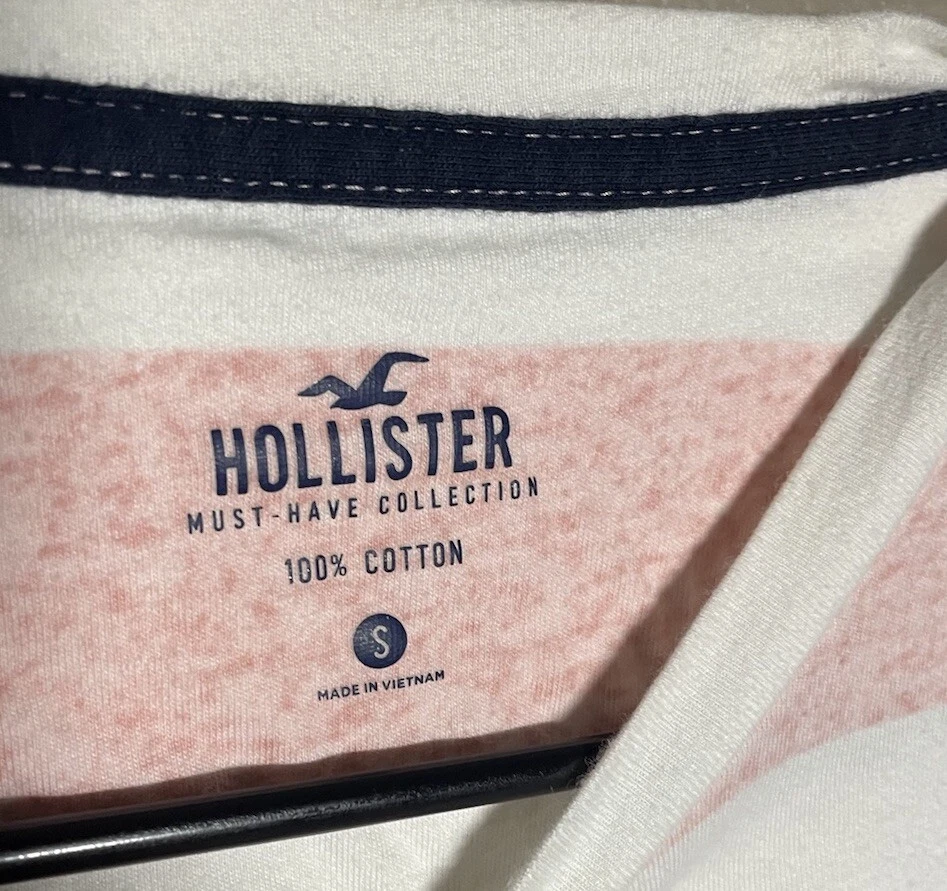 HOLLISTER
MUST-HAVE COLLECTION
100% COTTON
S
MADE IN VIETNAM